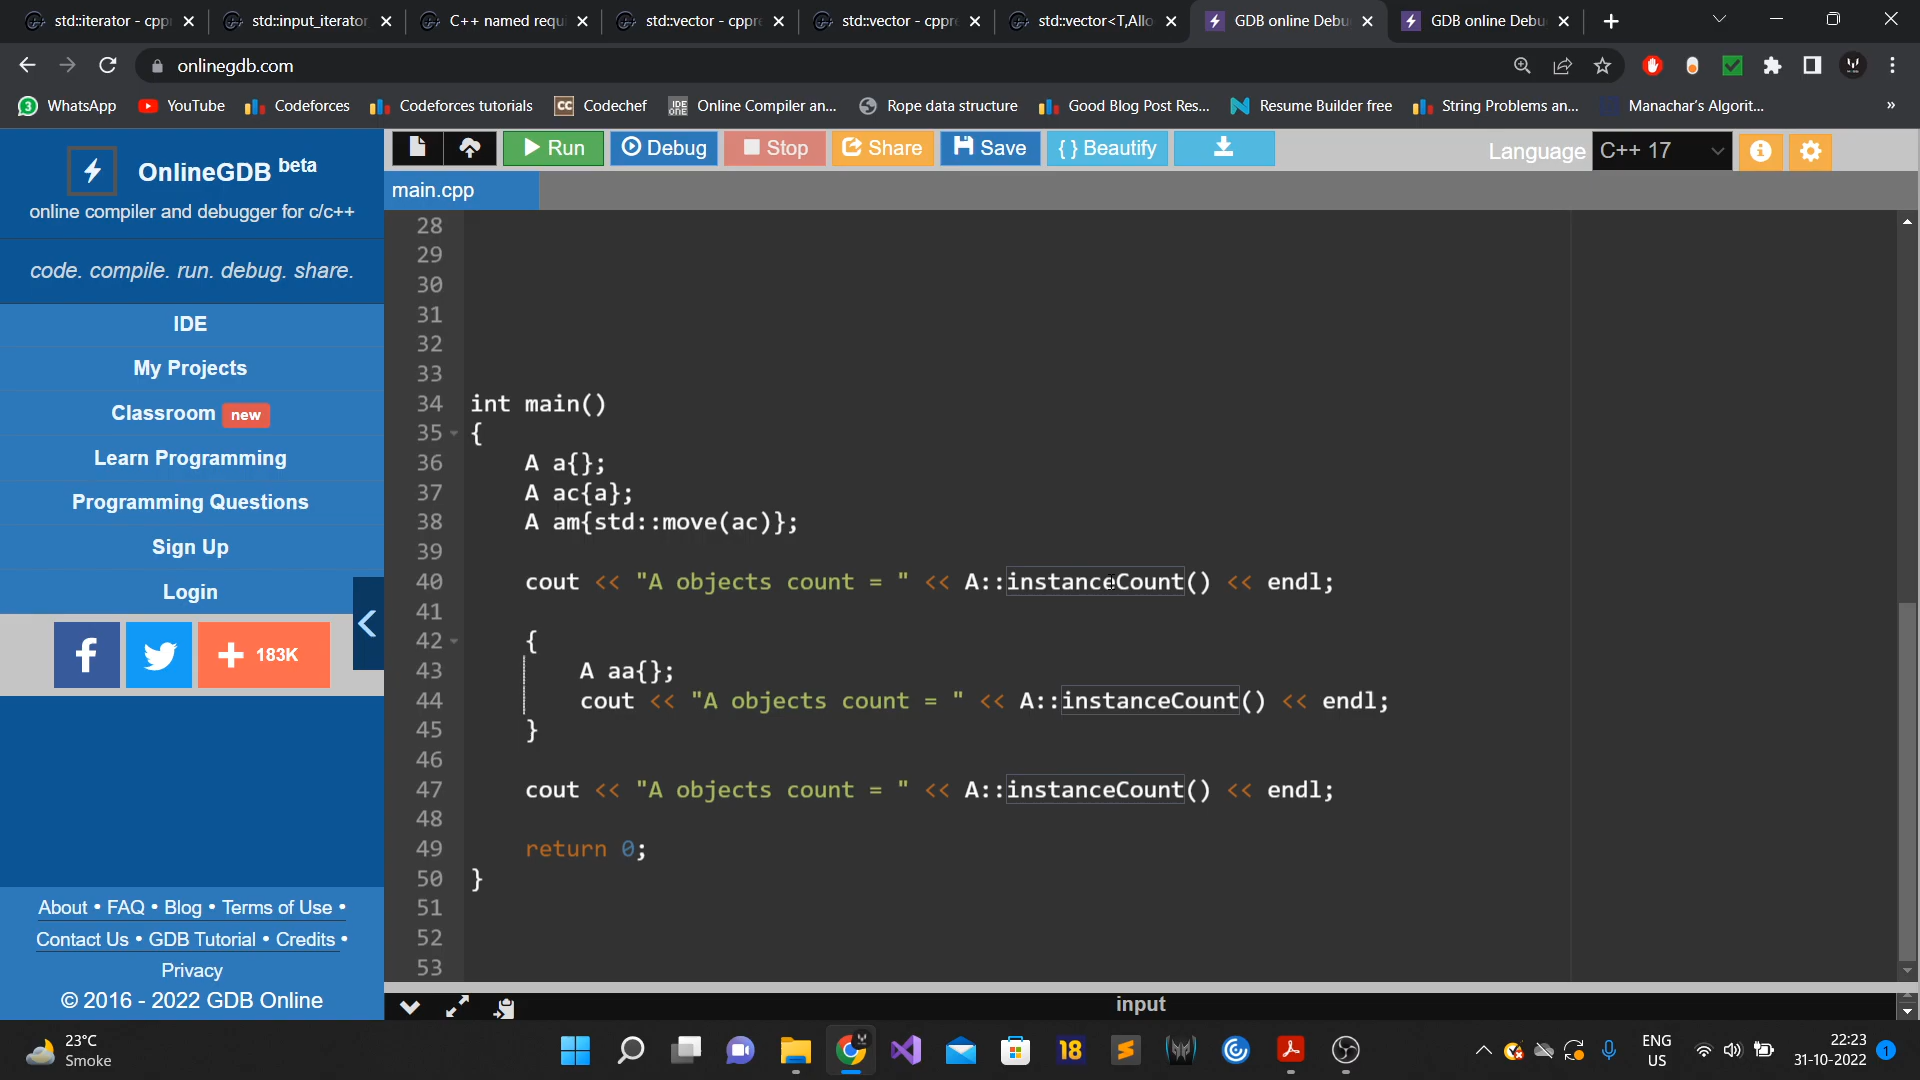 std::iterator - cpp
std::input_iterator
C++ named requi
std::vector - cppre
std::vector - cppre
std::vector<T,Allo
GDB online Debu
GDB online Debu
onlinegdb.com
WhatsApp
YouTube
Codeforces
Codeforces tutorials
Codechef
Online Compiler an...
Rope data structure
Good Blog Post Res...
Resume Builder free
String Problems an...
Manachar's Algorit...
»
OnlineGDB beta
online compiler and debugger for c/c++
code. compile. run. debug. share.
IDE
My Projects
Classroom new
Learn Programming
Programming Questions
Sign Up
Login
183K
About • FAQ • Blog • Terms of Use •
Contact Us • GDB Tutorial • Credits •
Privacy
© 2016 - 2022 GDB Online
Run
Debug
Stop
Share
Save
{ } Beautify
Language
C++ 17
main.cpp
28
29
30
31
32
33
34 int main()
35 {
36 A a{};
37 A ac{a};
38 A am{std::move(ac)};
39
40 cout << "A objects count = " << A::instanceCount() << endl;
41
42 {
43 A aa{};
44 cout << "A objects count = " << A::instanceCount() << endl;
45 }
46
47 cout << "A objects count = " << A::instanceCount() << endl;
48
49 return 0;
50 }
51
52
53
input
23°C
Smoke
18
ENG
US
22:23
31-10-2022
1